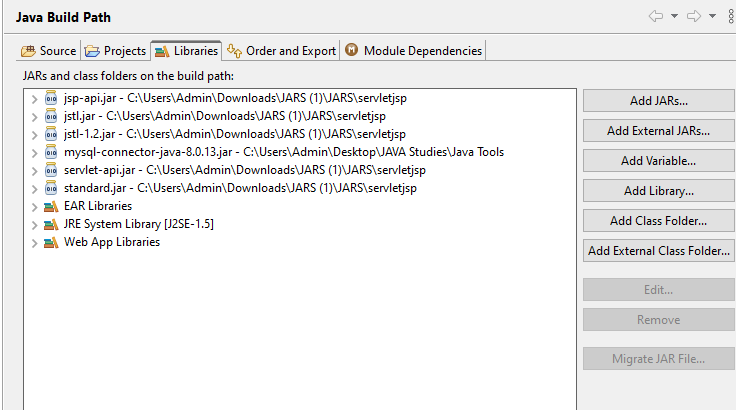 Java Build Path
Source Projects Libraries Order and Export Module Dependencies
JARs and class folders on the build path:
jsp-api.jar - C:\Users\Admin\Downloads\JARS (1)\JARS\servletjsp
jstl.jar - C:\Users\Admin\Downloads\JARS (1)\JARS\servletjsp
jstl-1.2.jar - C:\Users\Admin\Downloads\JARS (1)\JARS\servletjsp
mysql-connector-java-8.0.13.jar - C:\Users\Admin\Desktop\JAVA Studies\Java Tools
servlet-api.jar - C:\Users\Admin\Downloads\JARS (1)\JARS\servletjsp
standard.jar - C:\Users\Admin\Downloads\JARS (1)\JARS\servletjsp
EAR Libraries
JRE System Library [J2SE-1.5]
Web App Libraries
Add JARs...
Add External JARs...
Add Variable...
Add Library...
Add Class Folder...
Add External Class Folder...
Edit...
Remove
Migrate JAR File...